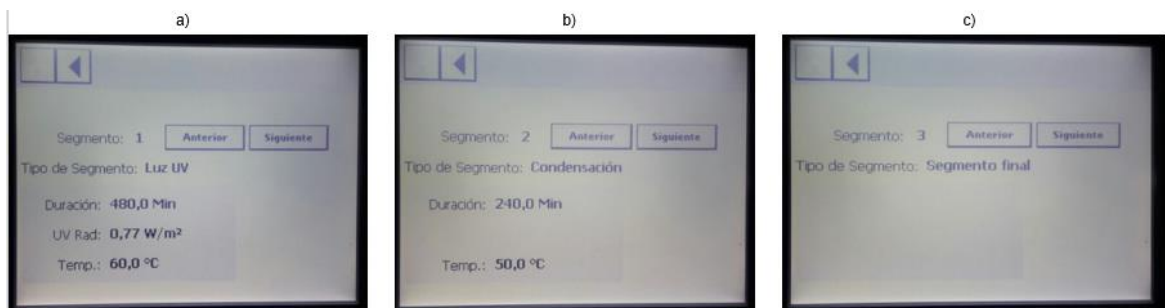 a)
Segmento: 1 Anterior Siguiente
Tipo de Segmento: Luz UV
Duración: 480,0 Min
UV Rad: 0,77 W/m²
Temp.: 60,0 ºC
b)
Segmento: 2 Anterior Siguiente
Tipo de Segmento: Condensación
Duración: 240,0 Min
Temp.: 50,0 ºC
c)
Segmento: 3 Anterior Siguiente
Tipo de Segmento: Segmento final